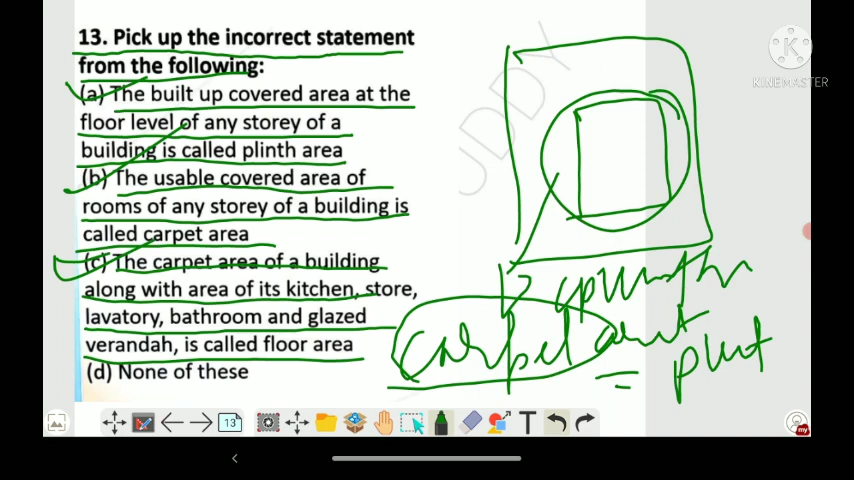 13. Pick up the incorrect statement
from the following:
(a) The built up covered area at the
floor level of any storey of a
building is called plinth area
(b) The usable covered area of
rooms of any storey of a building is
called carpet area
(c) The carpet area of a building
along with area of its kitchen, store,
lavatory, bathroom and glazed
verandah, is called floor area
(d) None of these
UDDY
K
KINEMASTER
carpet
13
T
my